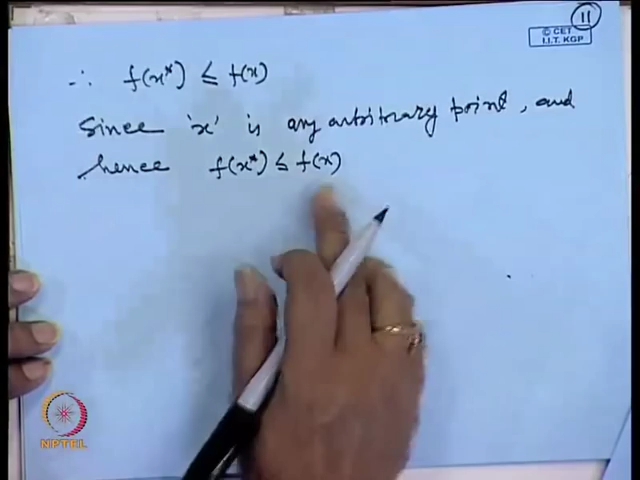 11
© CET
I.I.T. KGP
∴ f(x*) ≤ f(x)
Since 'x' is any arbitrary point, and
hence f(x*) ≤ f(x)
NPTEL